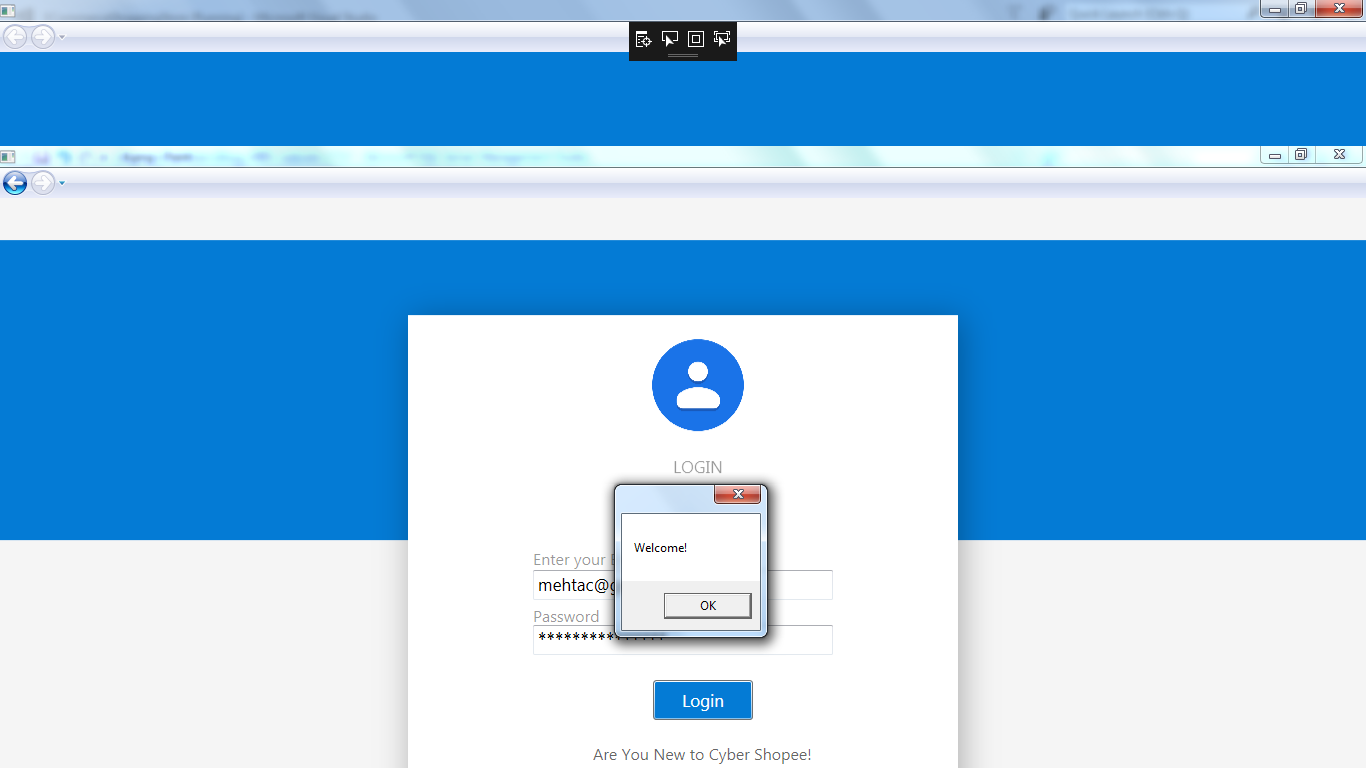 LOGIN
Welcome!
Enter your
mehtac@g
OK
Password
***************
Login
Are You New to Cyber Shopee!